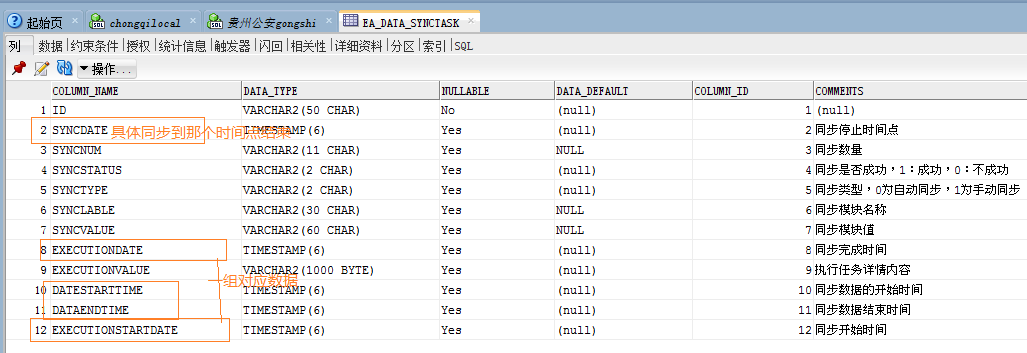 起始页 chongqilocal 贵州公安gongshi EA_DATA_SYNCTASK
列 数据 约束条件 授权 统计信息 触发器 闪回 相关性 详细资料 分区 索引 SQL
操作...
COLUMN_NAME DATA_TYPE NULLABLE DATA_DEFAULT COLUMN_ID COMMENTS
1 ID VARCHAR2(50 CHAR) No (null) 1 (null)
2 SYNCDATE 具体同步到那个时间点结果 TIMESTAMP(6) Yes (null) 2 同步停止时间点
3 SYNCNUM VARCHAR2(11 CHAR) Yes NULL 3 同步数量
4 SYNCSTATUS VARCHAR2(2 CHAR) Yes (null) 4 同步是否成功，1：成功，0：不成功
5 SYNCTYPE VARCHAR2(2 CHAR) Yes (null) 5 同步类型，0为自动同步，1为手动同步
6 SYNCLABLE VARCHAR2(30 CHAR) Yes NULL 6 同步模块名称
7 SYNCVALUE VARCHAR2(60 CHAR) Yes NULL 7 同步模块值
8 EXECUTIONDATE TIMESTAMP(6) Yes (null) 8 同步完成时间
9 EXECUTIONVALUE VARCHAR2(1000 BYTE) Yes (null) 9 执行任务详情内容
一组对应数据
10 DATESTARTTIME TIMESTAMP(6) Yes (null) 10 同步数据的开始时间
11 DATAENDTIME TIMESTAMP(6) Yes (null) 11 同步数据结束时间
12 EXECUTIONSTARTDATE TIMESTAMP(6) Yes (null) 12 同步开始时间